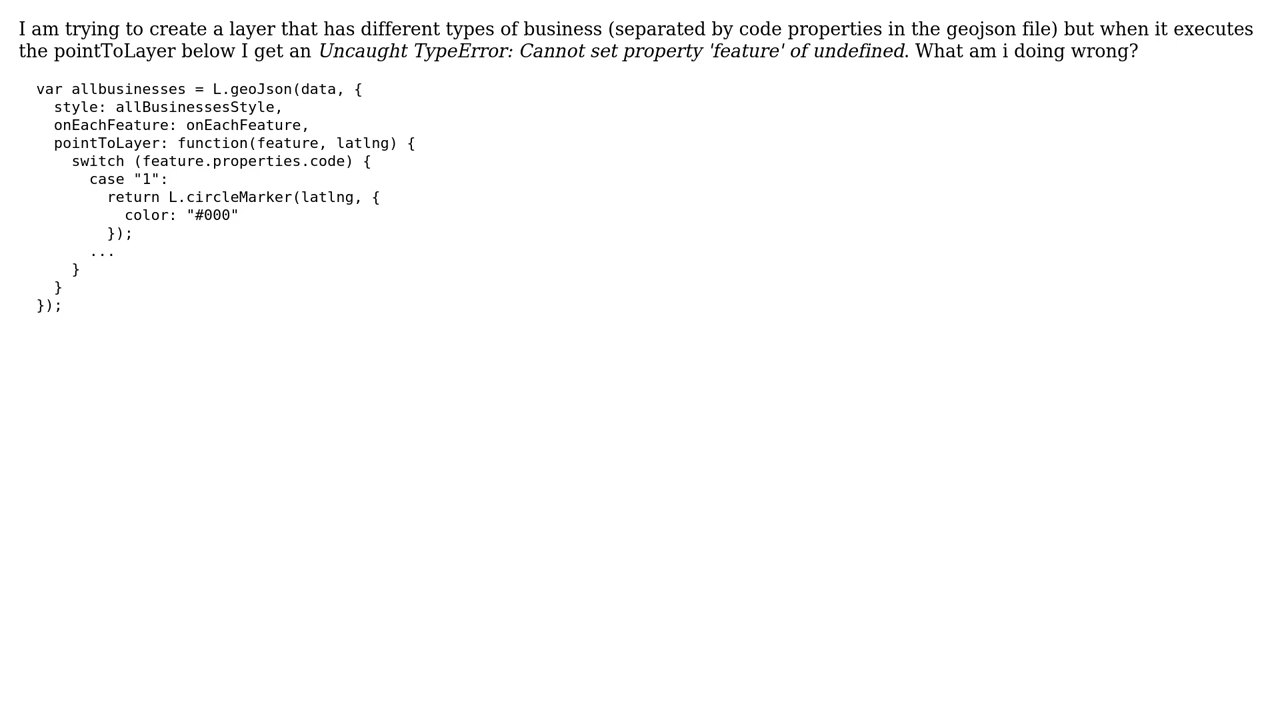 I am trying to create a layer that has different types of business (separated by code properties in the geojson file) but when it executes
the pointToLayer below I get an Uncaught TypeError: Cannot set property 'feature' of undefined. What am i doing wrong?
var allbusinesses = L.geoJson(data, {
  style: allBusinessesStyle,
  onEachFeature: onEachFeature,
  pointToLayer: function(feature, latlng) {
    switch (feature.properties.code) {
      case "1":
        return L.circleMarker(latlng, {
          color: "#000"
        });
      ...
    }
  }
});